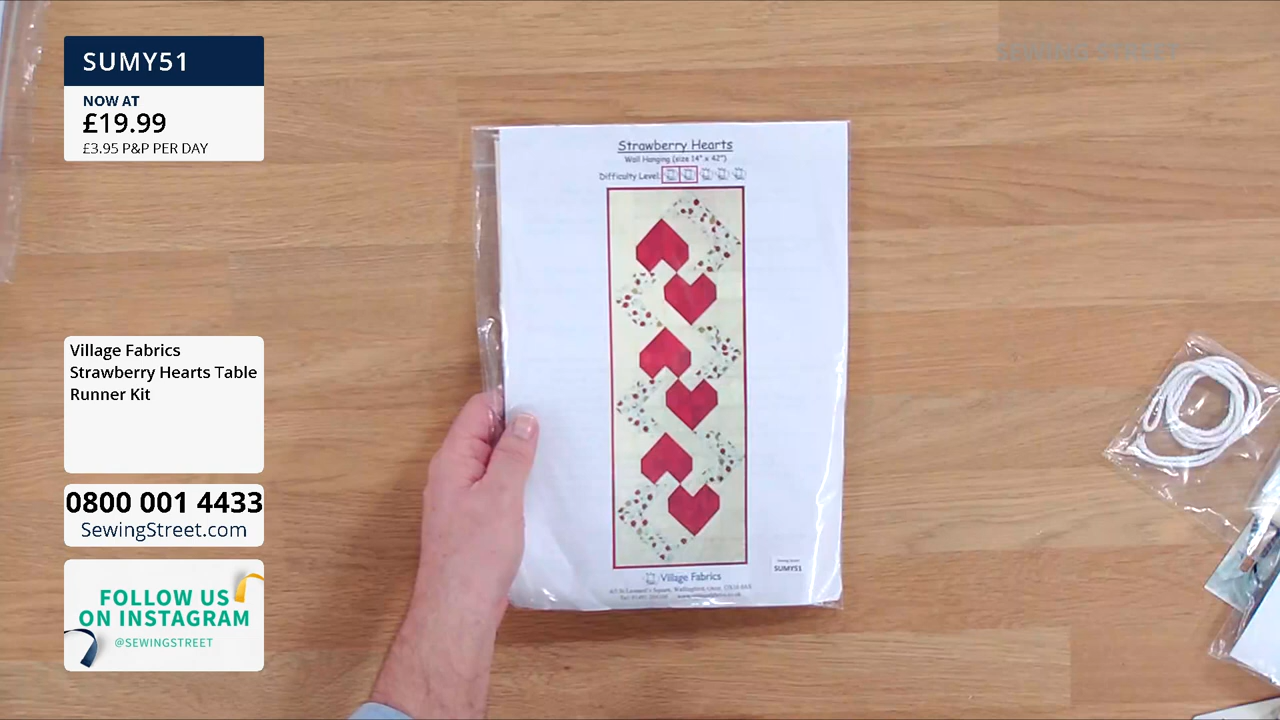 SUMY51
NOW AT
£19.99
£3.95 P&P PER DAY
SEWING STREET
Strawberry Hearts
Wall Hanging (size 14" x 42")
Difficulty Level:
Village Fabrics
Strawberry Hearts Table
Runner Kit
0800 001 4433
SewingStreet.com
FOLLOW US
ON INSTAGRAM
@SEWINGSTREET
Village Fabrics
SUMY51